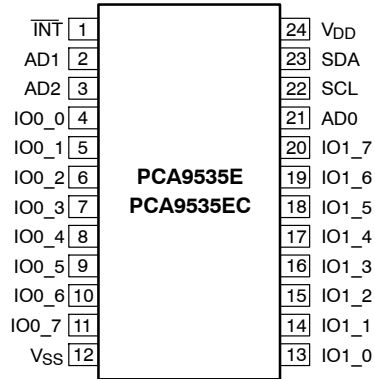 INT 1 24 VDD
AD1 2 23 SDA
AD2 3 22 SCL
IO0_0 4 21 AD0
IO0_1 5 20 IO1_7
IO0_2 6 PCA9535E 19 IO1_6
IO0_3 7 PCA9535EC 18 IO1_5
IO0_4 8 17 IO1_4
IO0_5 9 16 IO1_3
IO0_6 10 15 IO1_2
IO0_7 11 14 IO1_1
VSS 12 13 IO1_0